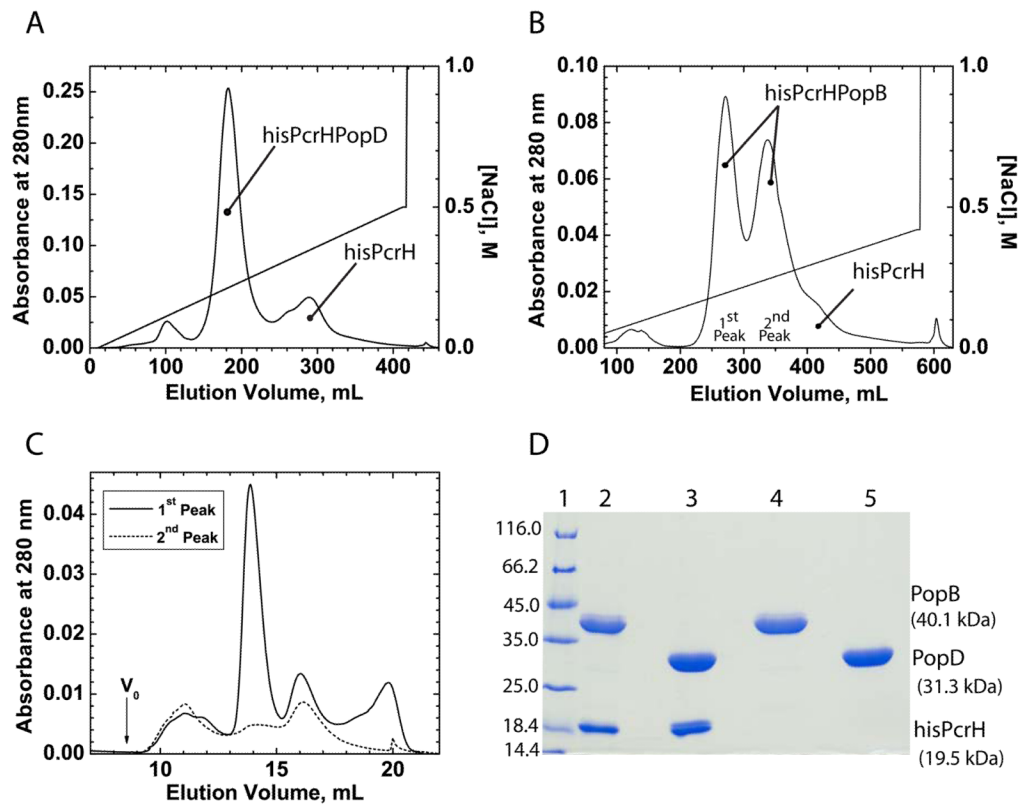 A
Absorbance at 280nm
0.25
0.20
0.15
0.10
0.05
0.00
hisPcrHPopD
hisPcrH
1.0
0.5
0.0
[NaCl], M
0 100 200 300 400
Elution Volume, mL
B
Absorbance at 280 nm
0.10
0.08
0.06
0.04
0.02
0.00
hisPcrHPopB
hisPcrH
1st Peak
2nd Peak
1.0
0.5
0.0
[NaCl], M
100 200 300 400 500 600
Elution Volume, mL
C
Absorbance at 280 nm
0.04
0.03
0.02
0.01
0.00
1st Peak
2nd Peak
V0
10 15 20
Elution Volume, mL
D
1 2 3 4 5
116.0
66.2
45.0
35.0
25.0
18.4
14.4
PopB
(40.1 kDa)
PopD
(31.3 kDa)
hisPcrH
(19.5 kDa)